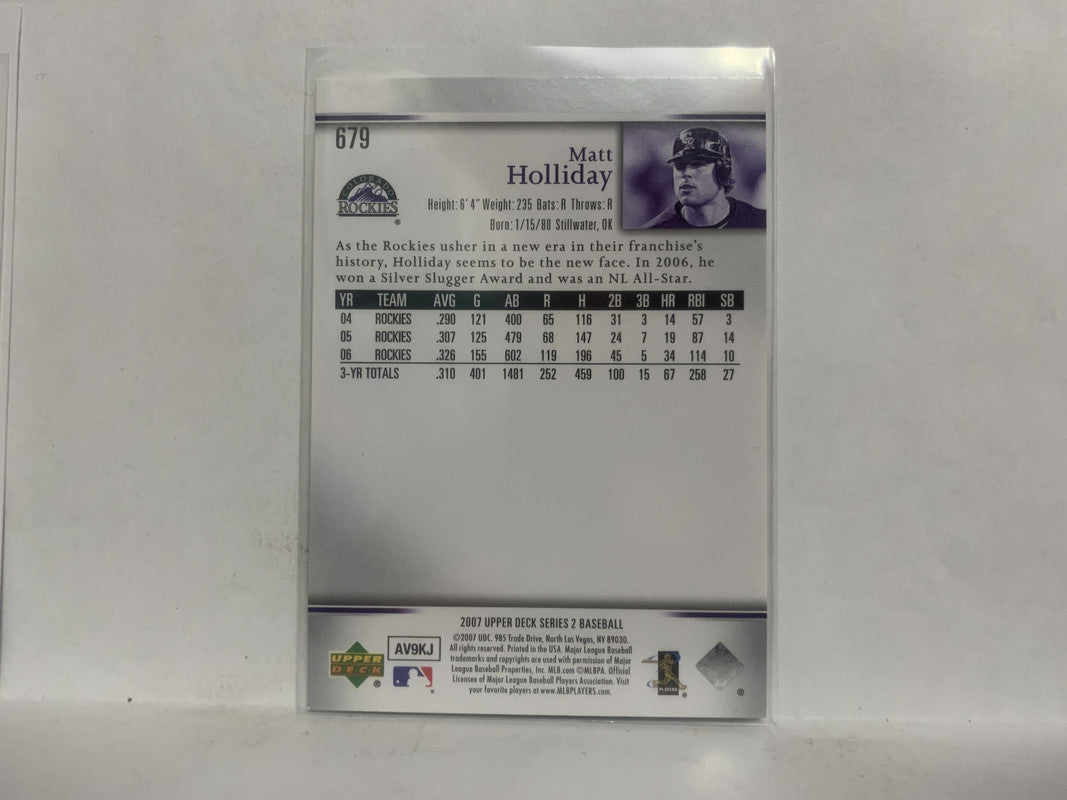 679
Matt
Holliday
COLORADO
ROCKIES
Height: 6' 4" Weight: 235 Bats: R Throws: R
Born: 1/15/80 Stillwater, OK
As the Rockies usher in a new era in their franchise's
history, Holliday seems to be the new face. In 2006, he
won a Silver Slugger Award and was an NL All-Star.
YR TEAM AVG G AB R H 2B 3B HR RBI SB
04 ROCKIES .290 121 400 65 116 31 3 14 57 3
05 ROCKIES .307 125 479 68 147 24 7 19 87 14
06 ROCKIES .326 155 602 119 196 45 5 34 114 10
3-YR TOTALS .310 401 1481 252 459 100 15 67 258 27
2007 UPPER DECK SERIES 2 BASEBALL
©2007 UDC. 985 Trade Drive, North Las Vegas, NV 89030.
All rights reserved. Printed in the USA. Major League Baseball
trademarks and copyrights are used with permission of Major
League Baseball Properties, Inc. MLB.com ©MLBPA. Official
Licensee of Major League Baseball Players Association. Visit
your favorite players at www.MLBPLAYERS.com.
AV9KJ
UPPER
DECK
PLAYERS